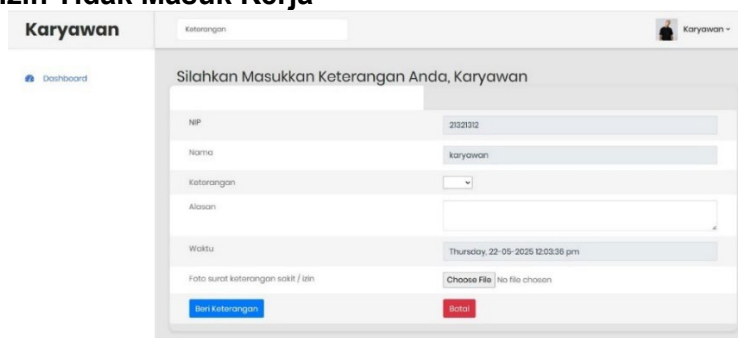 Izin Tidak Masuk Kerja
Karyawan
Keterangan
Karyawan
Dashboard
Silahkan Masukkan Keterangan Anda, Karyawan
NIP
21321312
Nama
karyawan
Keterangan
Alasan
Waktu
Thursday, 22-05-2025 12:03:36 pm
Foto surat keterangan sakit / izin
Choose File No file chosen
Beri Keterangan
Batal